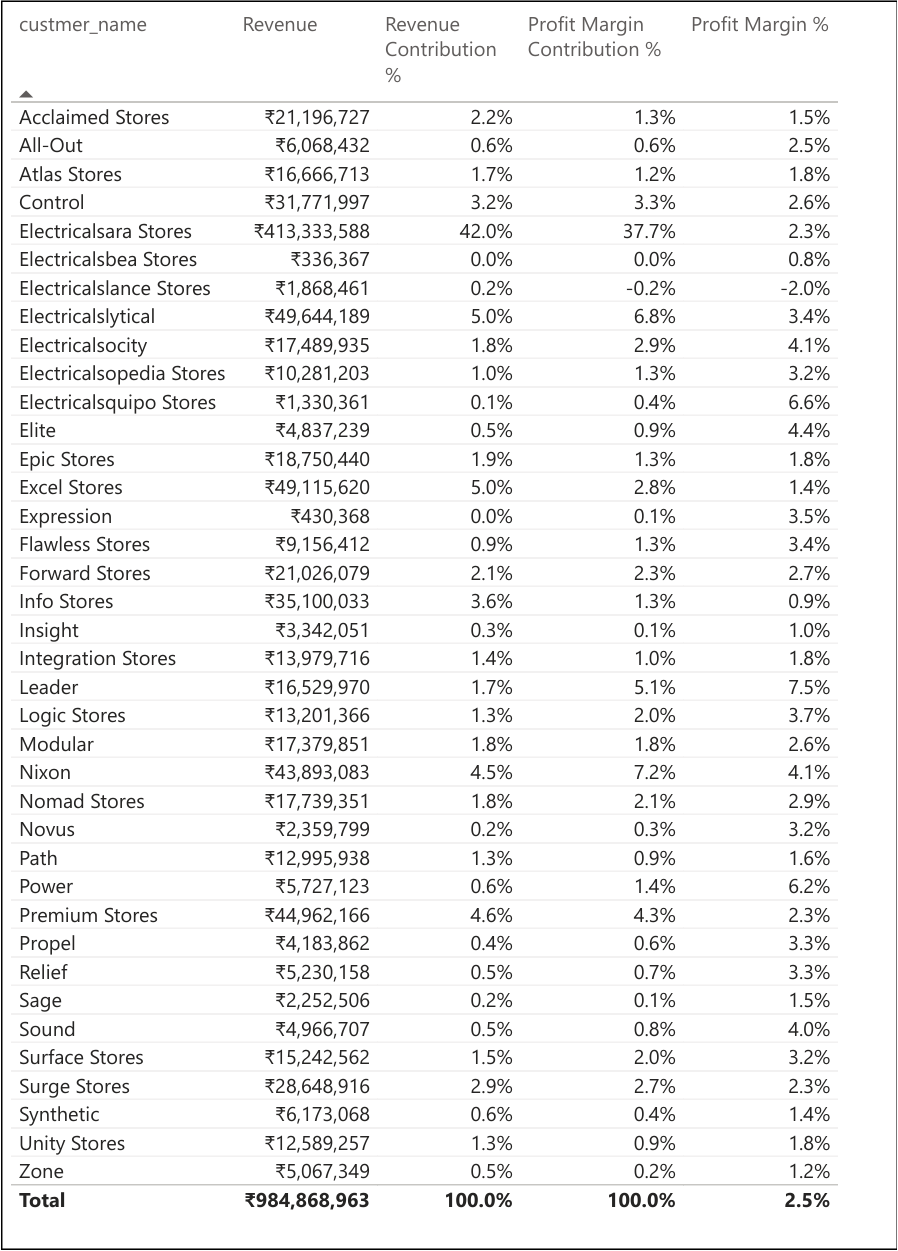 custmer_name Revenue Revenue Contribution % Profit Margin Contribution % Profit Margin %
Acclaimed Stores ₹21,196,727 2.2% 1.3% 1.5%
All-Out ₹6,068,432 0.6% 0.6% 2.5%
Atlas Stores ₹16,666,713 1.7% 1.2% 1.8%
Control ₹31,771,997 3.2% 3.3% 2.6%
Electricalsara Stores ₹413,333,588 42.0% 37.7% 2.3%
Electricalsbea Stores ₹336,367 0.0% 0.0% 0.8%
Electricalslance Stores ₹1,868,461 0.2% -0.2% -2.0%
Electricalslytical ₹49,644,189 5.0% 6.8% 3.4%
Electricalsocity ₹17,489,935 1.8% 2.9% 4.1%
Electricalsopedia Stores ₹10,281,203 1.0% 1.3% 3.2%
Electricalsquipo Stores ₹1,330,361 0.1% 0.4% 6.6%
Elite ₹4,837,239 0.5% 0.9% 4.4%
Epic Stores ₹18,750,440 1.9% 1.3% 1.8%
Excel Stores ₹49,115,620 5.0% 2.8% 1.4%
Expression ₹430,368 0.0% 0.1% 3.5%
Flawless Stores ₹9,156,412 0.9% 1.3% 3.4%
Forward Stores ₹21,026,079 2.1% 2.3% 2.7%
Info Stores ₹35,100,033 3.6% 1.3% 0.9%
Insight ₹3,342,051 0.3% 0.1% 1.0%
Integration Stores ₹13,979,716 1.4% 1.0% 1.8%
Leader ₹16,529,970 1.7% 5.1% 7.5%
Logic Stores ₹13,201,366 1.3% 2.0% 3.7%
Modular ₹17,379,851 1.8% 1.8% 2.6%
Nixon ₹43,893,083 4.5% 7.2% 4.1%
Nomad Stores ₹17,739,351 1.8% 2.1% 2.9%
Novus ₹2,359,799 0.2% 0.3% 3.2%
Path ₹12,995,938 1.3% 0.9% 1.6%
Power ₹5,727,123 0.6% 1.4% 6.2%
Premium Stores ₹44,962,166 4.6% 4.3% 2.3%
Propel ₹4,183,862 0.4% 0.6% 3.3%
Relief ₹5,230,158 0.5% 0.7% 3.3%
Sage ₹2,252,506 0.2% 0.1% 1.5%
Sound ₹4,966,707 0.5% 0.8% 4.0%
Surface Stores ₹15,242,562 1.5% 2.0% 3.2%
Surge Stores ₹28,648,916 2.9% 2.7% 2.3%
Synthetic ₹6,173,068 0.6% 0.4% 1.4%
Unity Stores ₹12,589,257 1.3% 0.9% 1.8%
Zone ₹5,067,349 0.5% 0.2% 1.2%
Total ₹984,868,963 100.0% 100.0% 2.5%